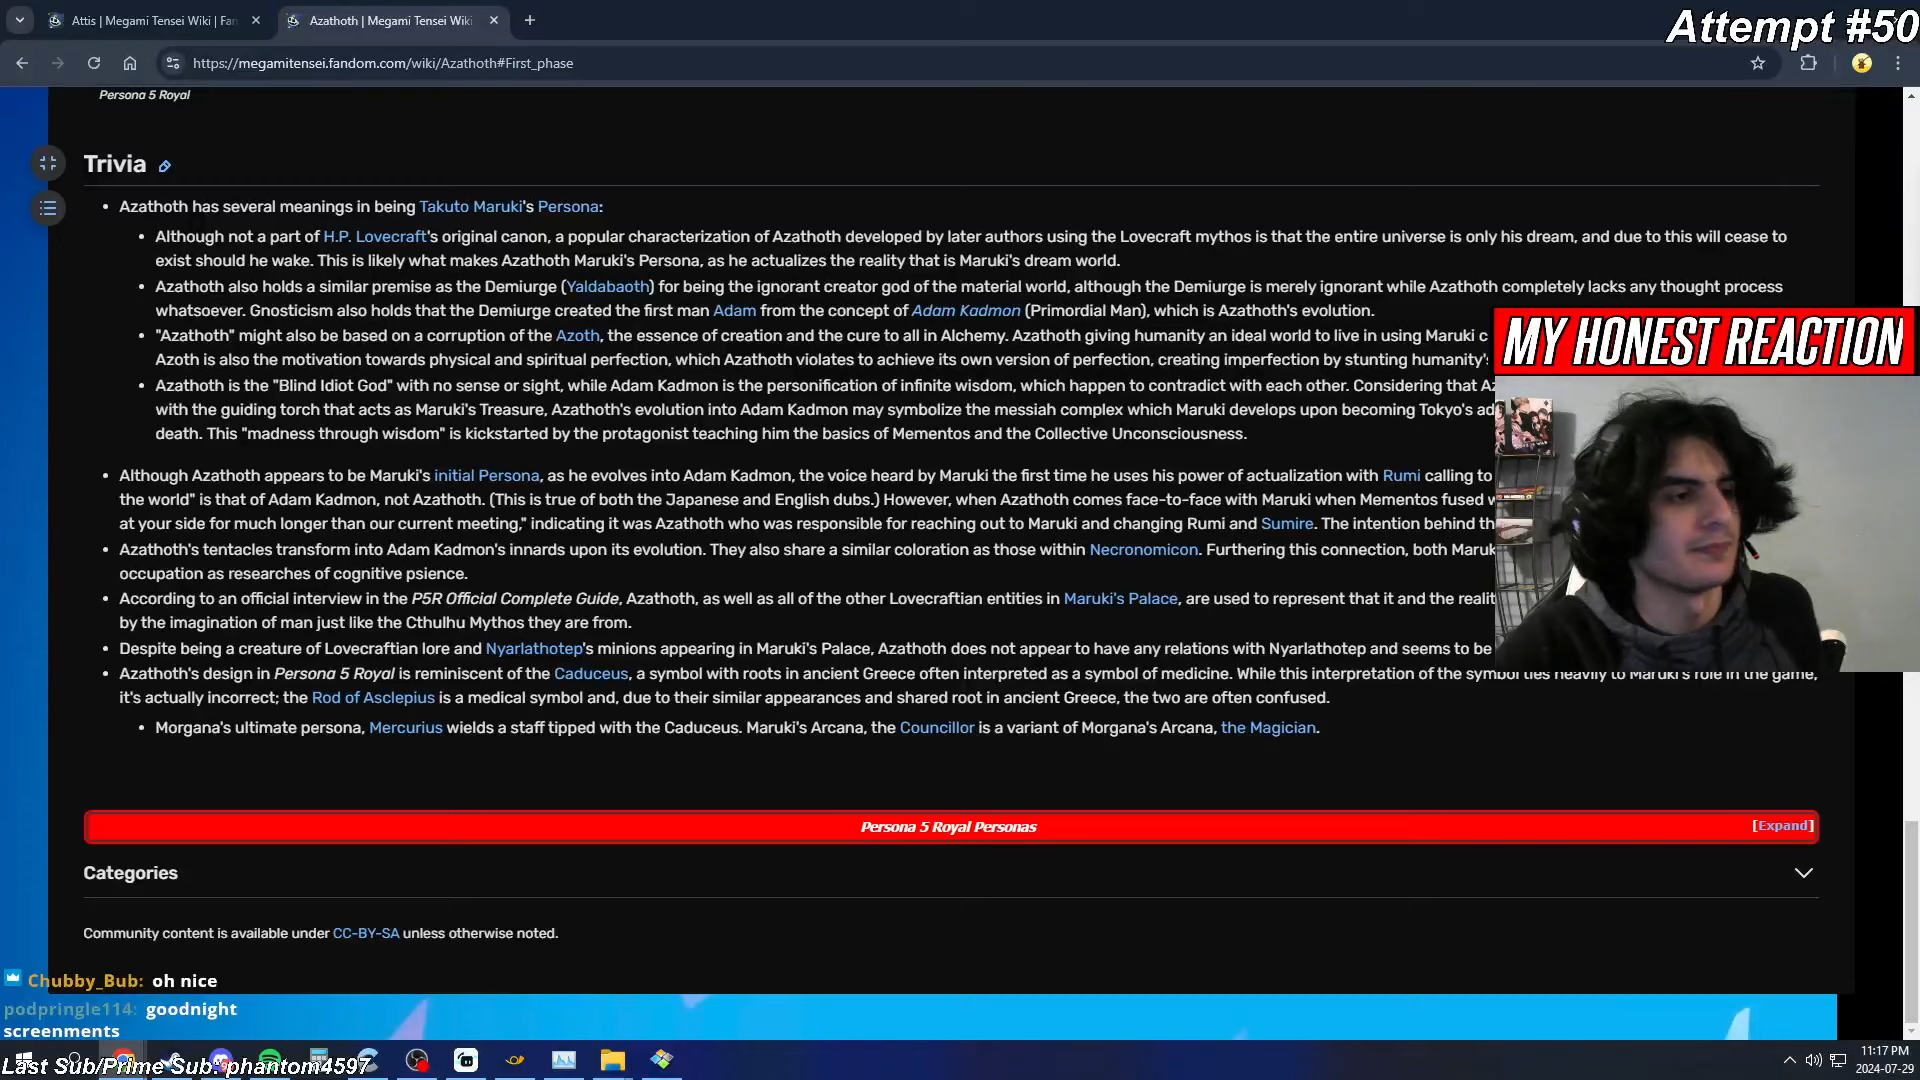 Attis | Megami Tensei Wiki | Fan
Azathoth | Megami Tensei Wiki
Attempt #50
https://megamitensei.fandom.com/wiki/Azathoth#First_phase
Persona 5 Royal
Trivia
Azathoth has several meanings in being Takuto Maruki's Persona:
Although not a part of H.P. Lovecraft's original canon, a popular characterization of Azathoth developed by later authors using the Lovecraft mythos is that the entire universe is only his dream, and due to this will cease to
exist should he wake. This is likely what makes Azathoth Maruki's Persona, as he actualizes the reality that is Maruki's dream world.
Azathoth also holds a similar premise as the Demiurge (Yaldabaoth) for being the ignorant creator god of the material world, although the Demiurge is merely ignorant while Azathoth completely lacks any thought process
whatsoever. Gnosticism also holds that the Demiurge created the first man Adam from the concept of Adam Kadmon (Primordial Man), which is Azathoth's evolution.
"Azathoth" might also be based on a corruption of the Azoth, the essence of creation and the cure to all in Alchemy. Azathoth giving humanity an ideal world to live in using Maruki c
Azoth is also the motivation towards physical and spiritual perfection, which Azathoth violates to achieve its own version of perfection, creating imperfection by stunting humanity's
Azathoth is the "Blind Idiot God" with no sense or sight, while Adam Kadmon is the personification of infinite wisdom, which happen to contradict with each other. Considering that Az
with the guiding torch that acts as Maruki's Treasure, Azathoth's evolution into Adam Kadmon may symbolize the messiah complex which Maruki develops upon becoming Tokyo's ad
death. This "madness through wisdom" is kickstarted by the protagonist teaching him the basics of Mementos and the Collective Unconsciousness.
Although Azathoth appears to be Maruki's initial Persona, as he evolves into Adam Kadmon, the voice heard by Maruki the first time he uses his power of actualization with Rumi calling to
the world" is that of Adam Kadmon, not Azathoth. (This is true of both the Japanese and English dubs.) However, when Azathoth comes face-to-face with Maruki when Mementos fused w
at your side for much longer than our current meeting," indicating it was Azathoth who was responsible for reaching out to Maruki and changing Rumi and Sumire. The intention behind th
Azathoth's tentacles transform into Adam Kadmon's innards upon its evolution. They also share a similar coloration as those within Necronomicon. Furthering this connection, both Maruk
occupation as researches of cognitive psience.
According to an official interview in the P5R Official Complete Guide, Azathoth, as well as all of the other Lovecraftian entities in Maruki's Palace, are used to represent that it and the realit
by the imagination of man just like the Cthulhu Mythos they are from.
Despite being a creature of Lovecraftian lore and Nyarlathotep's minions appearing in Maruki's Palace, Azathoth does not appear to have any relations with Nyarlathotep and seems to be
Azathoth's design in Persona 5 Royal is reminiscent of the Caduceus, a symbol with roots in ancient Greece often interpreted as a symbol of medicine. While this interpretation of the symbol ties heavily to Maruki's role in the game,
it's actually incorrect; the Rod of Asclepius is a medical symbol and, due to their similar appearances and shared root in ancient Greece, the two are often confused.
Morgana's ultimate persona, Mercurius wields a staff tipped with the Caduceus. Maruki's Arcana, the Councillor is a variant of Morgana's Arcana, the Magician.
MY HONEST REACTION
Persona 5 Royal Personas
[Expand]
Categories
Community content is available under CC-BY-SA unless otherwise noted.
Chubby_Bub: oh nice
podpringle114: goodnight
screenments
Last Sub/Prime Sub: phantom4597
11:17 PM
2024-07-29